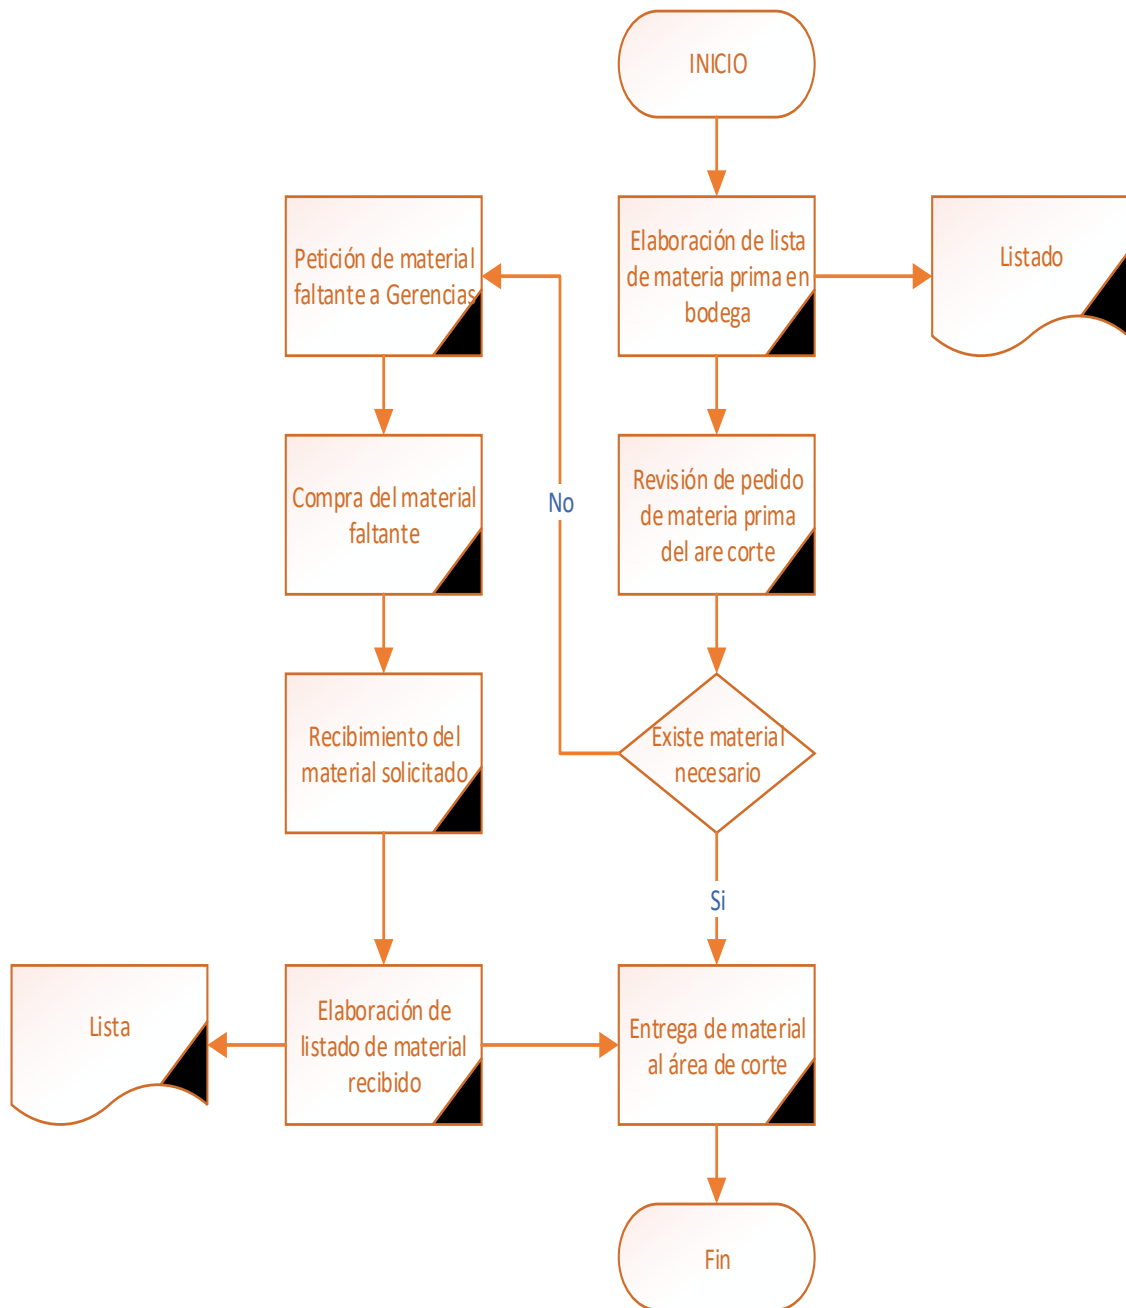 INICIO
Elaboración de lista
de materia prima en
bodega
Listado
Petición de material
faltante a Gerencias
Revisión de pedido
de materia prima
del are corte
Compra del material
faltante
No
Existe material
necesario
Recibimiento del
material solicitado
Si
Elaboración de
listado de material
recibido
Lista
Entrega de material
al área de corte
Fin